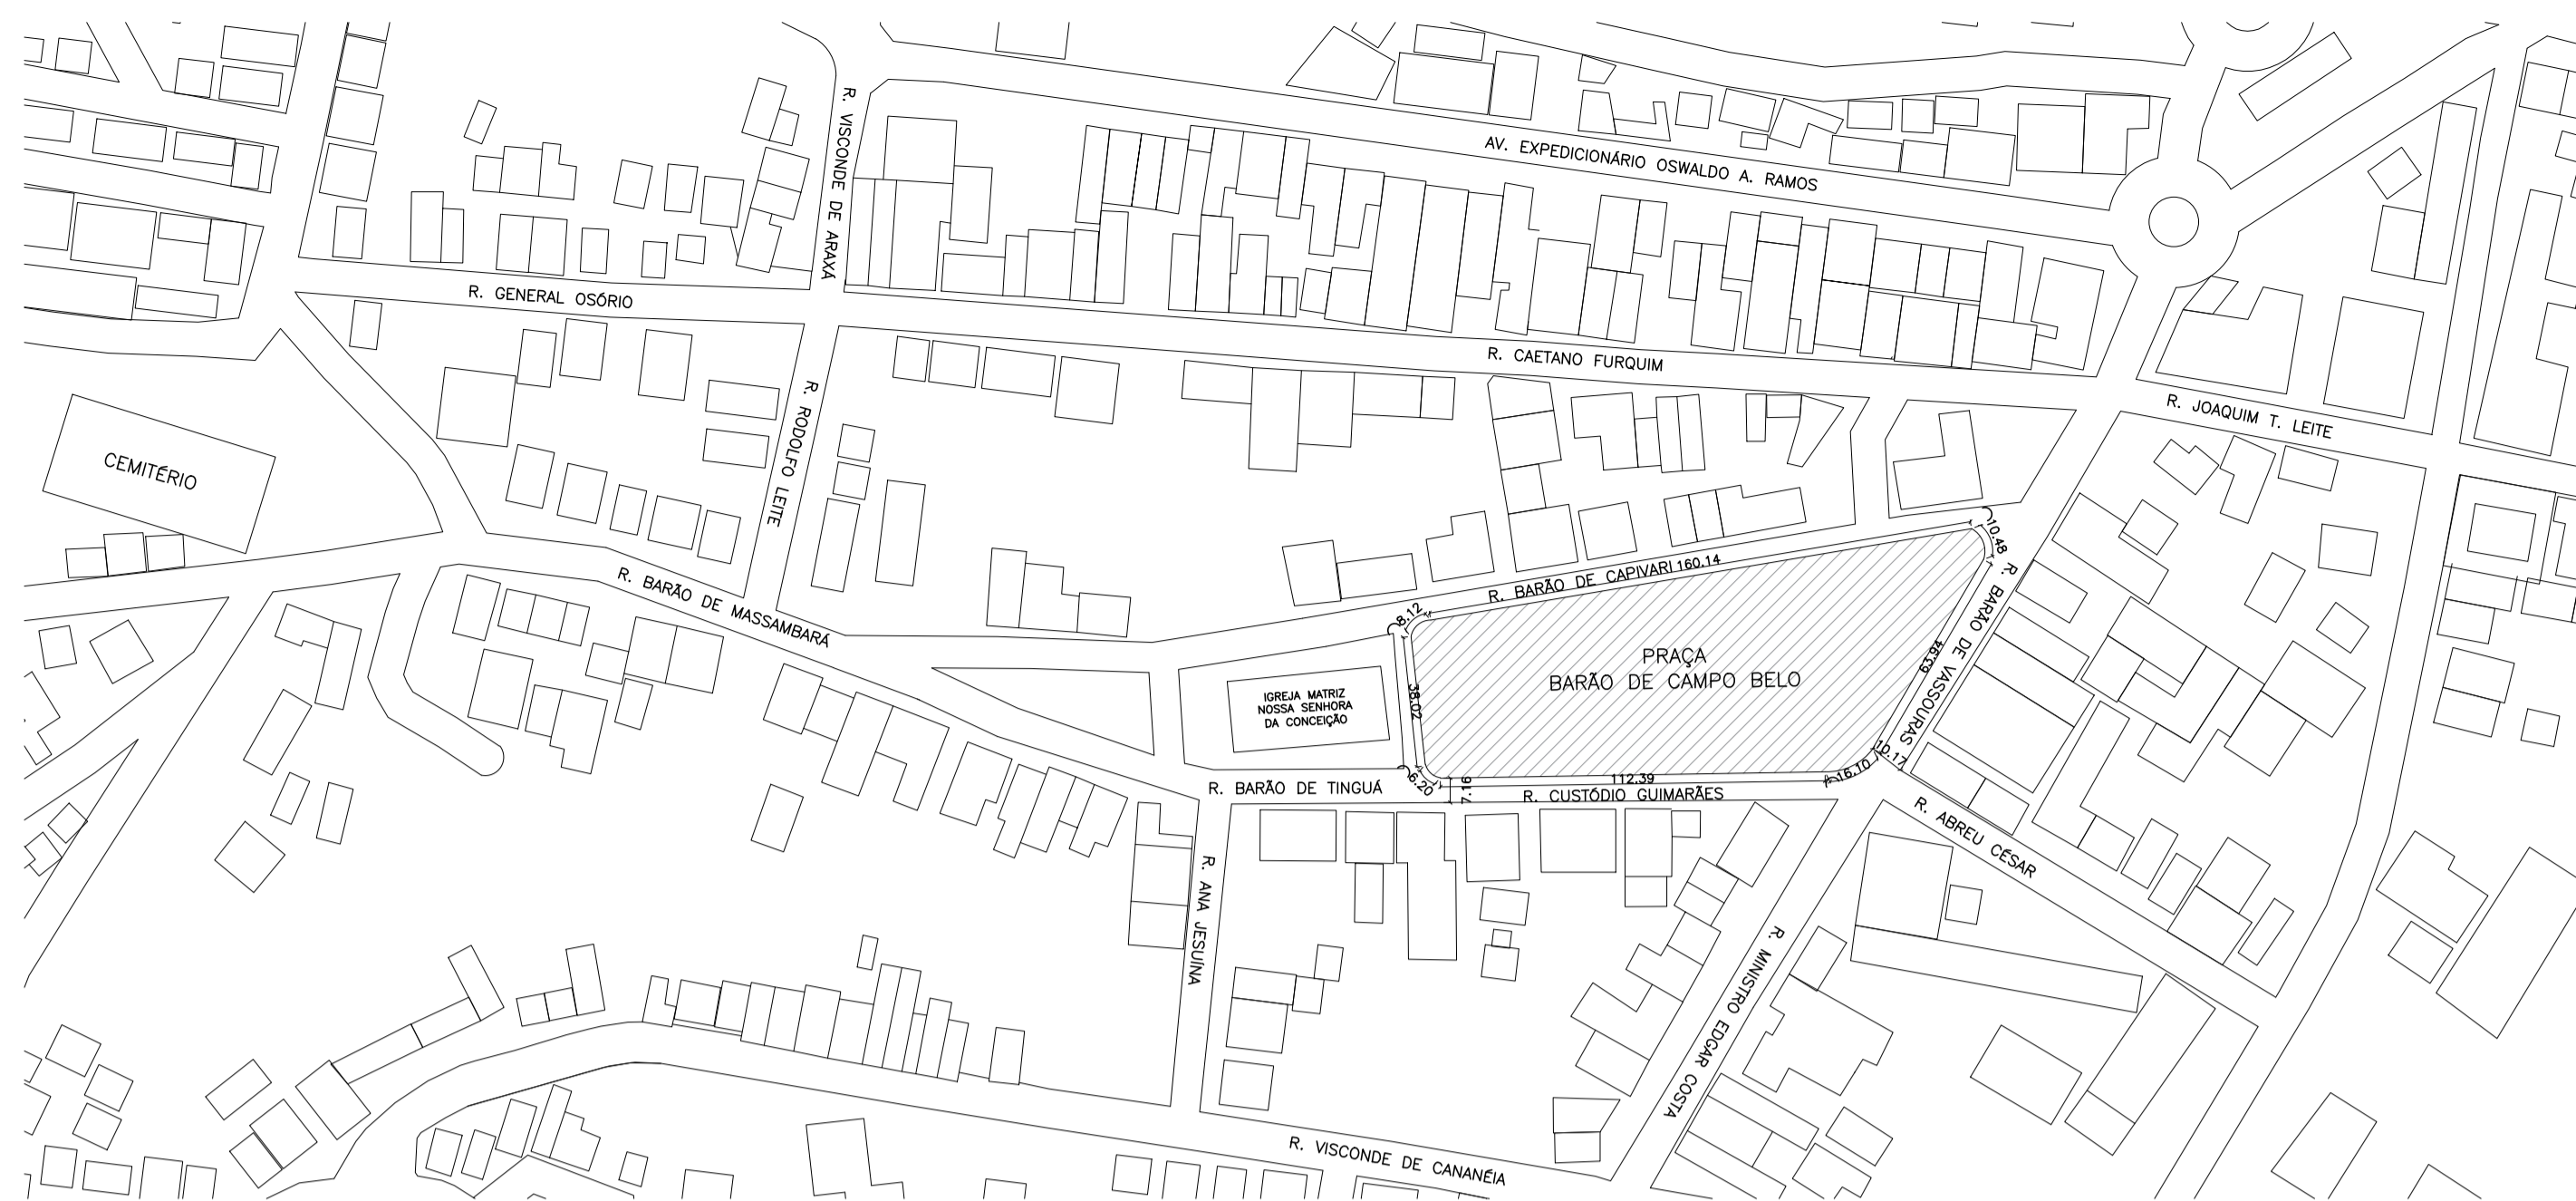 R. VISCONDE DE ARAXÁ
AV. EXPEDICIONÁRIO OSWALDO A. RAMOS
R. GENERAL OSÓRIO
R. CAETANO FURQUIM
R. JOAQUIM T. LEITE
R. RODOLFO LEITE
CEMITÉRIO
10.48
R. BARÃO DE CAPIVARI 160.14
R. BARÃO DE MASSAMBARÁ
8.12
R. BARÃO DE VASSOURAS
63.94
PRAÇA
BARÃO DE CAMPO BELO
38.02
IGREJA MATRIZ
NOSSA SENHORA
DA CONCEIÇÃO
10.17
16.10
6.20
7.16
112.39
R. BARÃO DE TINGUÁ
R. CUSTÓDIO GUIMARÃES
R. ABREU CÉSAR
R. ANA JESUÍNA
R. MINISTRO EDGAR COSTA
R. VISCONDE DE CANANÉIA